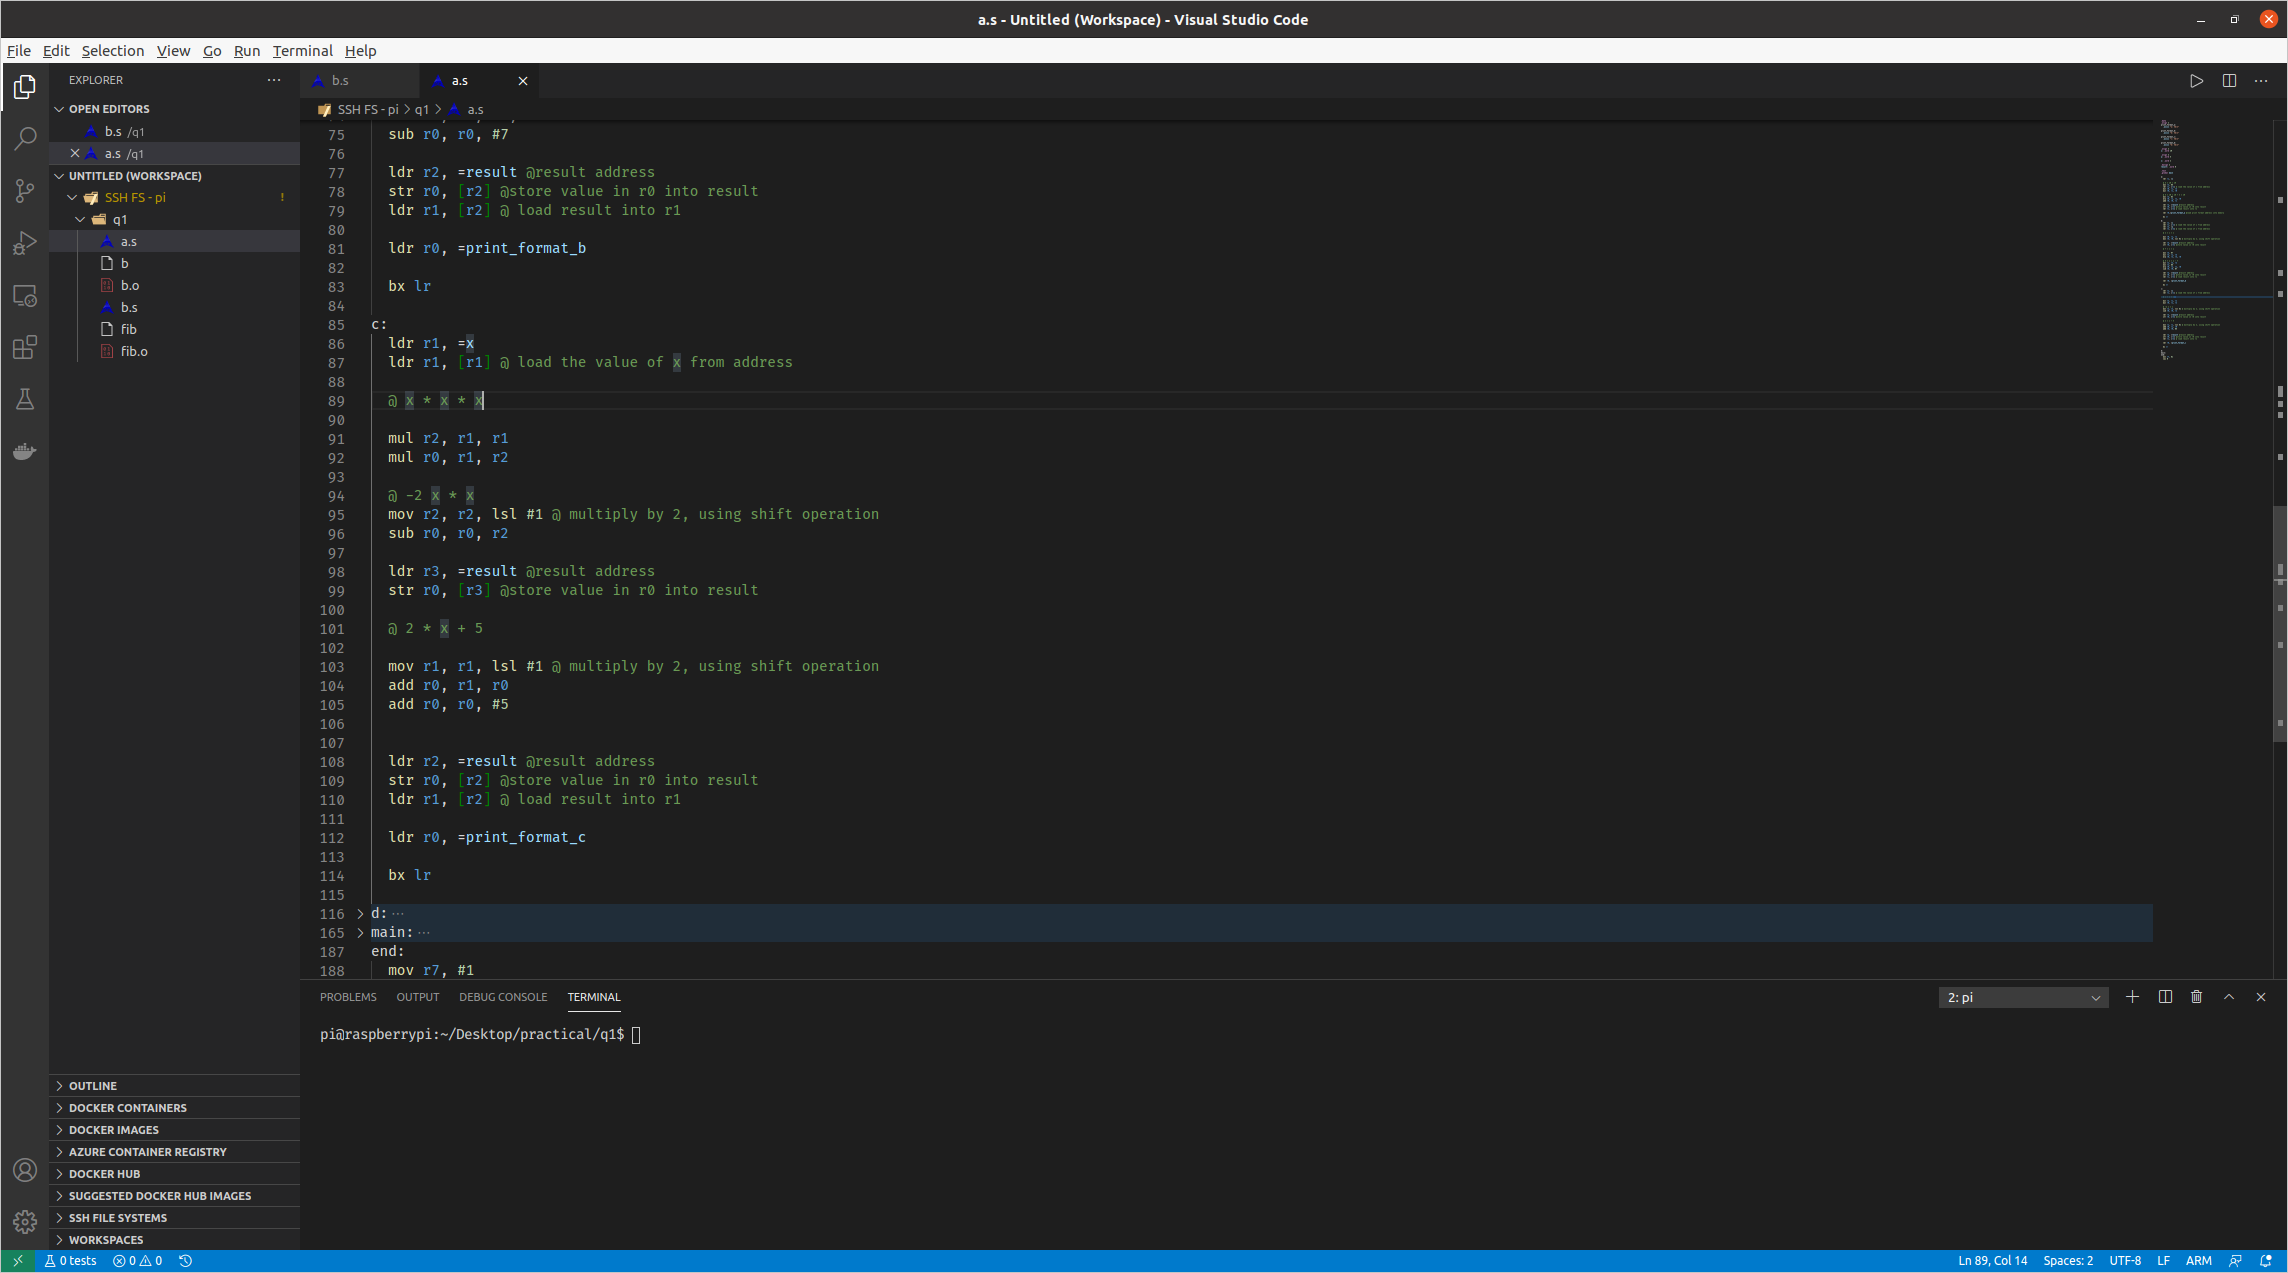 a.s - Untitled (Workspace) - Visual Studio Code
File Edit Selection View Go Run Terminal Help
EXPLORER
OPEN EDITORS
b.s /q1
a.s /q1
UNTITLED (WORKSPACE)
SSH FS - pi !
q1
a.s
b
b.o
b.s
fib
fib.o
OUTLINE
DOCKER CONTAINERS
DOCKER IMAGES
AZURE CONTAINER REGISTRY
DOCKER HUB
SUGGESTED DOCKER HUB IMAGES
SSH FILE SYSTEMS
WORKSPACES
b.s a.s
SSH FS - pi > q1 > a.s
75 sub r0, r0, #7
76
77 ldr r2, =result @result address
78 str r0, [r2] @store value in r0 into result
79 ldr r1, [r2] @ load result into r1
80
81 ldr r0, =print_format_b
82
83 bx lr
84
85 c:
86 ldr r1, =x
87 ldr r1, [r1] @ load the value of x from address
88
89 @ x * x * x
90
91 mul r2, r1, r1
92 mul r0, r1, r2
93
94 @ -2 x * x
95 mov r2, r2, lsl #1 @ multiply by 2, using shift operation
96 sub r0, r0, r2
97
98 ldr r3, =result @result address
99 str r0, [r3] @store value in r0 into result
100
101 @ 2 * x + 5
102
103 mov r1, r1, lsl #1 @ multiply by 2, using shift operation
104 add r0, r1, r0
105 add r0, r0, #5
106
107
108 ldr r2, =result @result address
109 str r0, [r2] @store value in r0 into result
110 ldr r1, [r2] @ load result into r1
111
112 ldr r0, =print_format_c
113
114 bx lr
115
116 d: ···
165 main: ···
187 end:
188 mov r7, #1
PROBLEMS OUTPUT DEBUG CONSOLE TERMINAL 2: pi
pi@raspberrypi:~/Desktop/practical/q1$
0 tests 0 0 Ln 89, Col 14 Spaces: 2 UTF-8 LF ARM